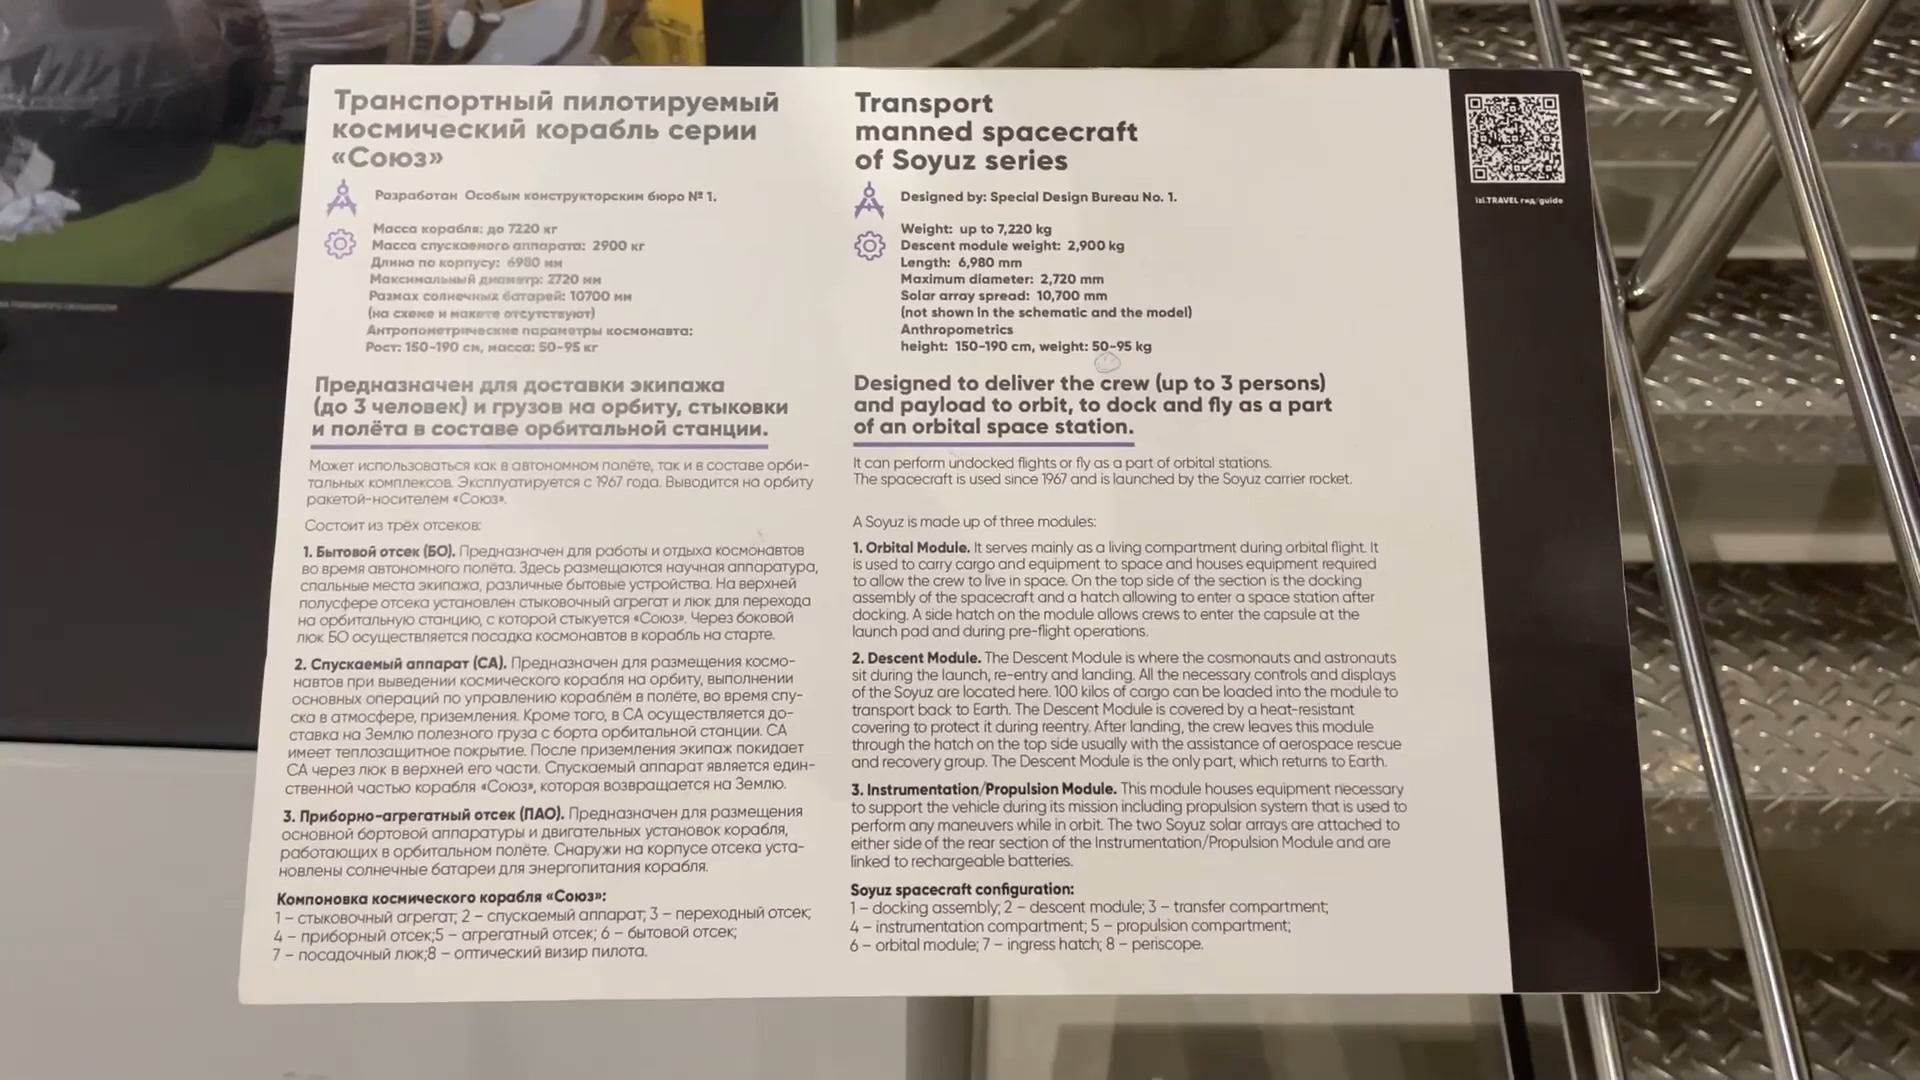 Транспортный пилотируемый
космический корабль серии
«Союз»
Разработан Особым конструкторским бюро № 1.
Масса корабля: до 7220 кг
Масса спускаемого аппарата: 2900 кг
Длина по корпусу: 6980 мм
Максимальный диаметр: 2720 мм
Размах солнечных батарей: 10700 мм
(на схеме и макете отсутствуют)
Антропометрические параметры космонавта:
Рост: 150-190 см, масса: 50-95 кг
Предназначен для доставки экипажа
(до 3 человек) и грузов на орбиту, стыковки
и полёта в составе орбитальной станции.
Может использоваться как в автономном полёте, так и в составе орби-
тальных комплексов. Эксплуатируется с 1967 года. Выводится на орбиту
ракетой-носителем «Союз».
Состоит из трёх отсеков:
1. Бытовой отсек (БО). Предназначен для работы и отдыха космонавтов
во время автономного полёта. Здесь размещаются научная аппаратура,
спальные места экипажа, различные бытовые устройства. На верхней
полусфере отсека установлен стыковочный агрегат и люк для перехода
на орбитальную станцию, с которой стыкуется «Союз». Через боковой
люк БО осуществляется посадка космонавтов в корабль на старте.
2. Спускаемый аппарат (СА). Предназначен для размещения космо-
навтов при выведении космического корабля на орбиту, выполнении
основных операций по управлению кораблём в полёте, во время спу-
ска в атмосфере, приземления. Кроме того, в СА осуществляется до-
ставка на Землю полезного груза с борта орбитальной станции. СА
имеет теплозащитное покрытие. После приземления экипаж покидает
СА через люк в верхней его части. Спускаемый аппарат является един-
ственной частью корабля «Союз», которая возвращается на Землю.
3. Приборно-агрегатный отсек (ПАО). Предназначен для размещения
основной бортовой аппаратуры и двигательных установок корабля,
работающих в орбитальном полёте. Снаружи на корпусе отсека уста-
новлены солнечные батареи для энергопитания корабля.
Компоновка космического корабля «Союз»:
1 – стыковочный агрегат; 2 – спускаемый аппарат; 3 – переходный отсек;
4 – приборный отсек;5 – агрегатный отсек; 6 – бытовой отсек;
7 – посадочный люк;8 – оптический визир пилота.
Transport
manned spacecraft
of Soyuz series
Designed by: Special Design Bureau No. 1.
Weight: up to 7,220 kg
Descent module weight: 2,900 kg
Length: 6,980 mm
Maximum diameter: 2,720 mm
Solar array spread: 10,700 mm
(not shown in the schematic and the model)
Anthropometrics
height: 150-190 cm, weight: 50-95 kg
Designed to deliver the crew (up to 3 persons)
and payload to orbit, to dock and fly as a part
of an orbital space station.
It can perform undocked flights or fly as a part of orbital stations.
The spacecraft is used since 1967 and is launched by the Soyuz carrier rocket.
A Soyuz is made up of three modules:
1. Orbital Module. It serves mainly as a living compartment during orbital flight. It
is used to carry cargo and equipment to space and houses equipment required
to allow the crew to live in space. On the top side of the section is the docking
assembly of the spacecraft and a hatch allowing to enter a space station after
docking. A side hatch on the module allows crews to enter the capsule at the
launch pad and during pre-flight operations.
2. Descent Module. The Descent Module is where the cosmonauts and astronauts
sit during the launch, re-entry and landing. All the necessary controls and displays
of the Soyuz are located here. 100 kilos of cargo can be loaded into the module to
transport back to Earth. The Descent Module is covered by a heat-resistant
covering to protect it during reentry. After landing, the crew leaves this module
through the hatch on the top side usually with the assistance of aerospace rescue
and recovery group. The Descent Module is the only part, which returns to Earth.
3. Instrumentation/Propulsion Module. This module houses equipment necessary
to support the vehicle during its mission including propulsion system that is used to
perform any maneuvers while in orbit. The two Soyuz solar arrays are attached to
either side of the rear section of the Instrumentation/Propulsion Module and are
linked to rechargeable batteries.
Soyuz spacecraft configuration:
1 – docking assembly; 2 – descent module; 3 – transfer compartment;
4 – instrumentation compartment; 5 – propulsion compartment;
6 – orbital module; 7 – ingress hatch; 8 – periscope.
izi.TRAVEL гид/guide